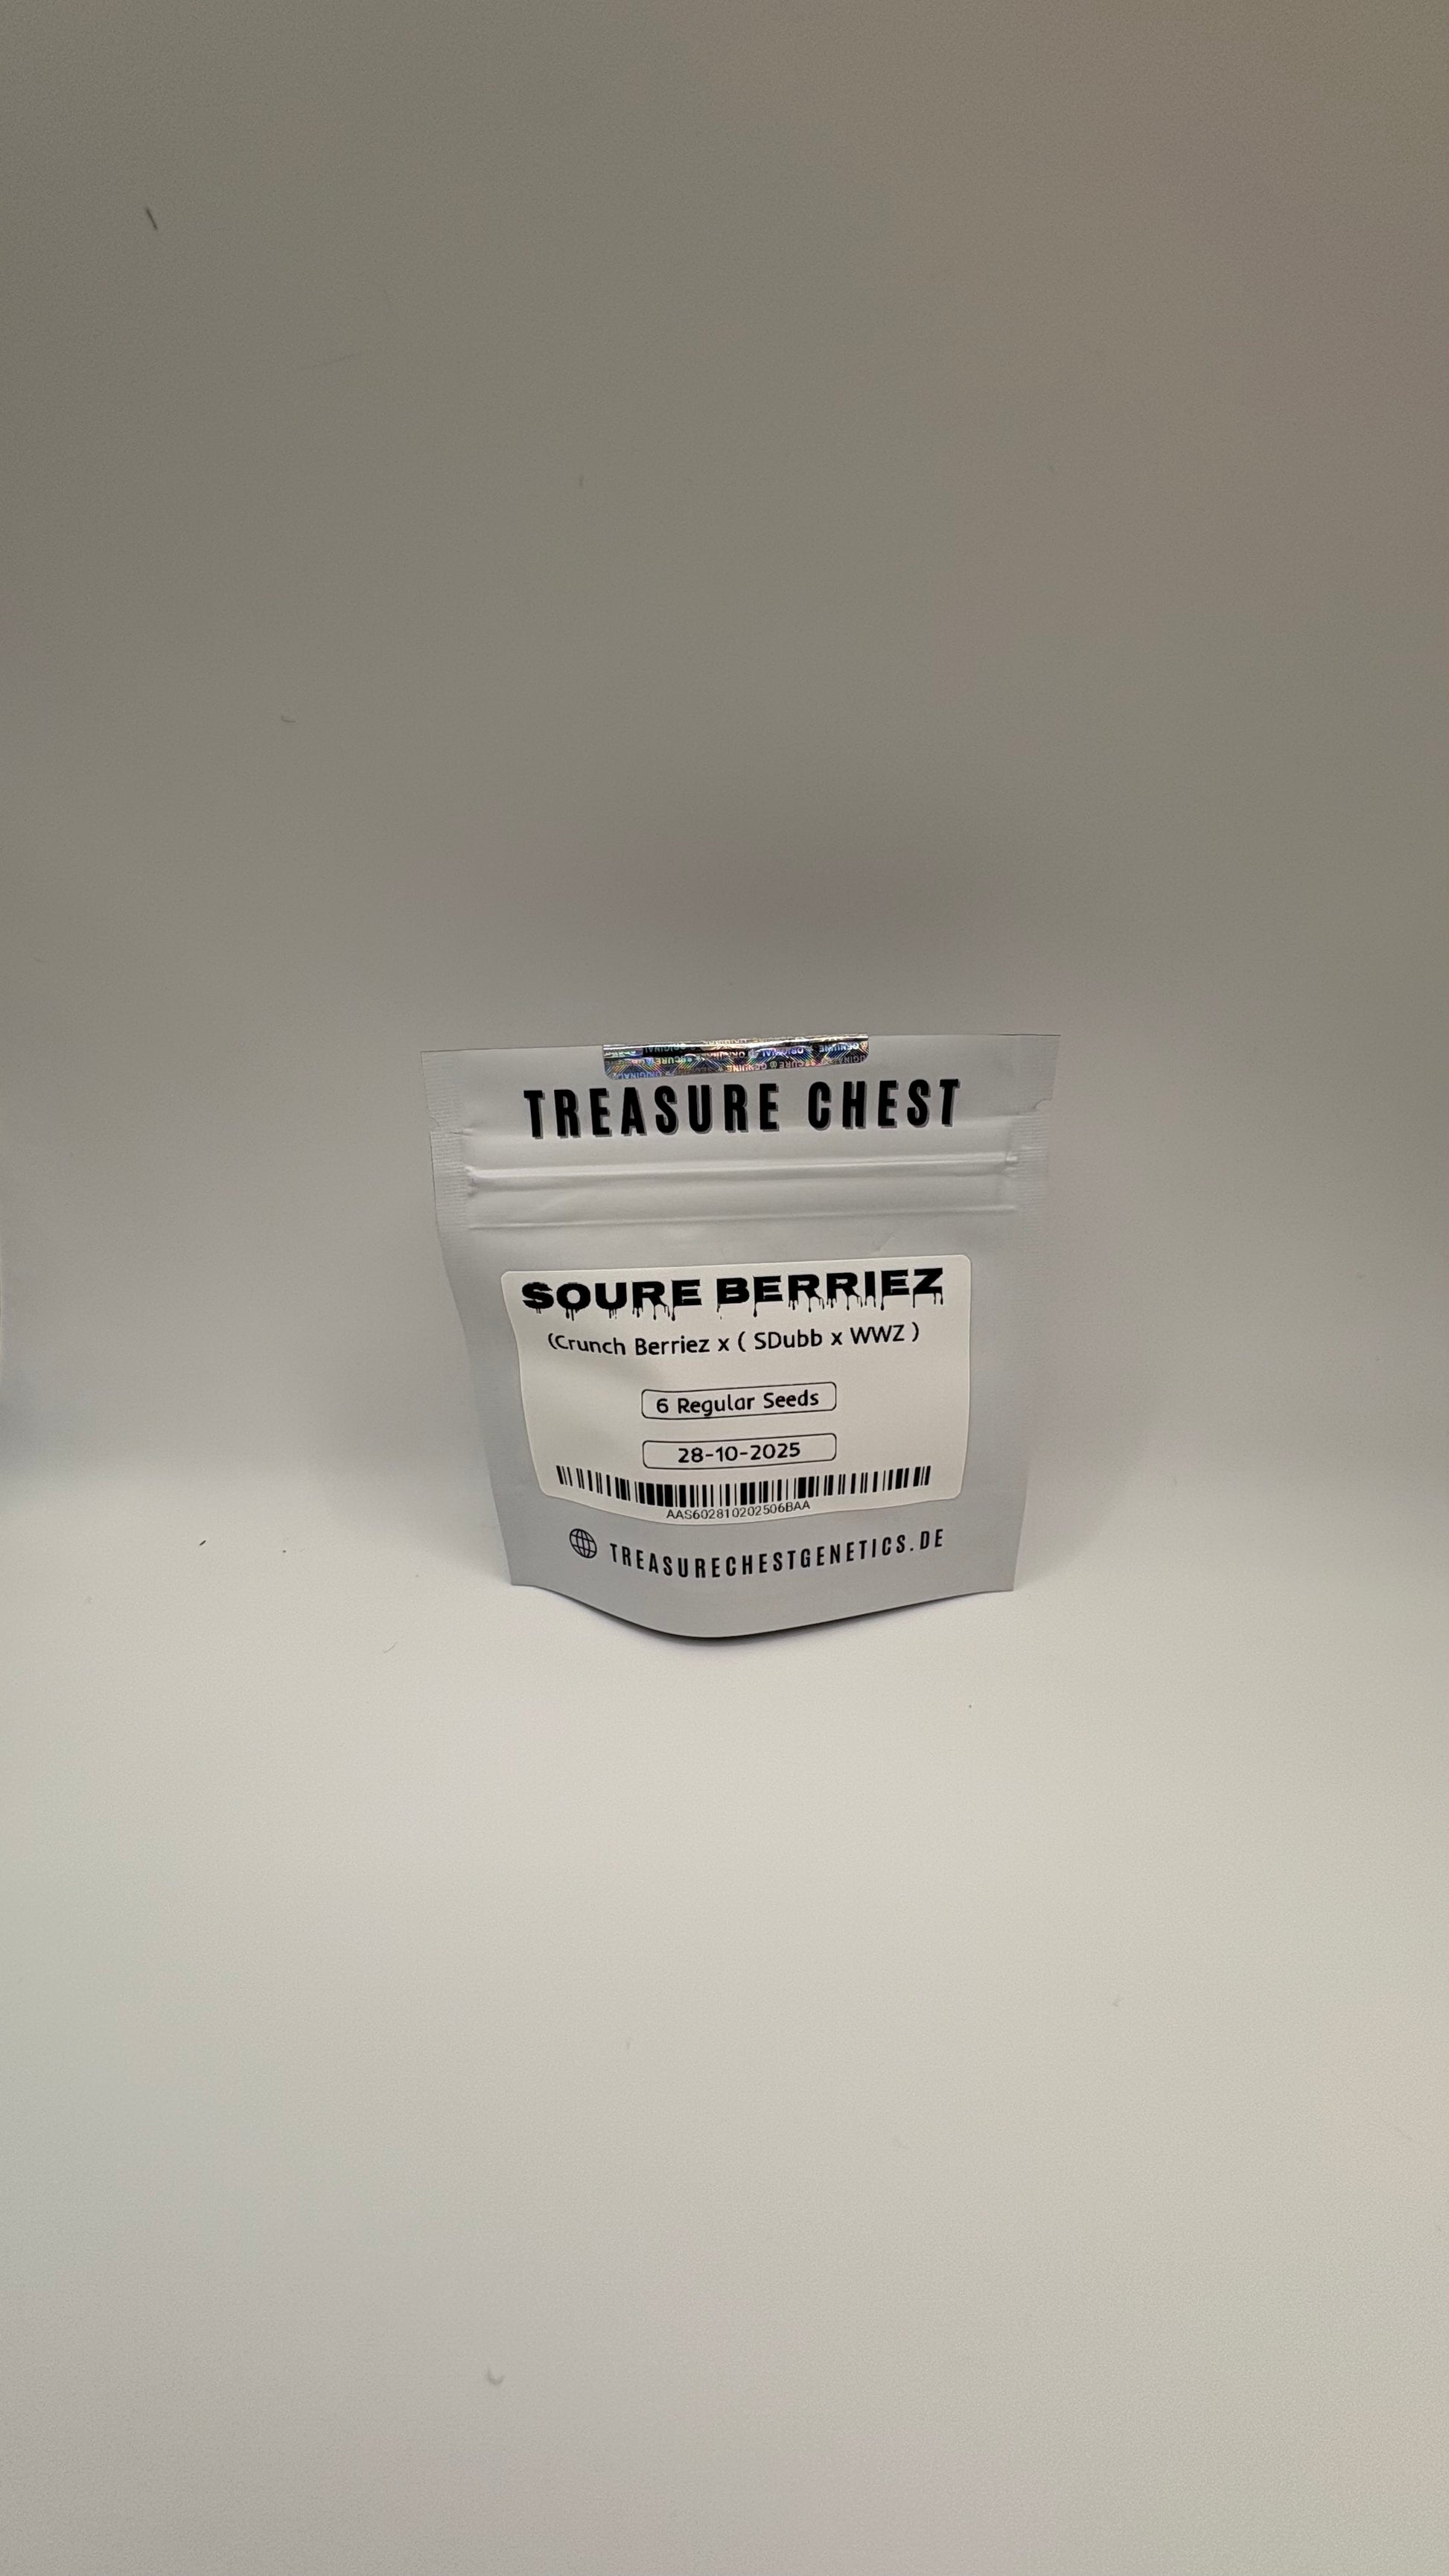 TREASURE CHEST
SOURE BERRIEZ
(Crunch Berriez x ( SDubb x WWZ )
6 Regular Seeds
28-10-2025
AAS602810202506BAA
TREASURECHESTGENETICS.DE